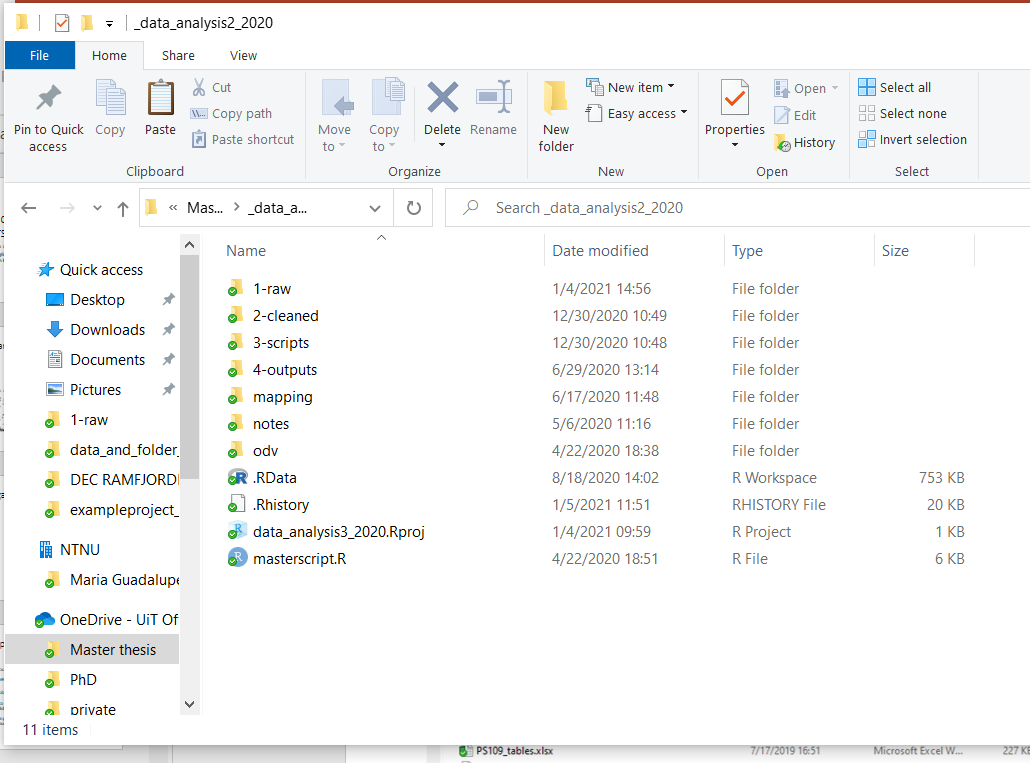 _data_analysis2_2020
File Home Share View
Pin to Quick access
Copy
Paste
Cut
Copy path
Paste shortcut
Clipboard
Move to
Copy to
Delete
Rename
Organize
New folder
New item
Easy access
New
Properties
Open
Edit
History
Open
Select all
Select none
Invert selection
Select
« Mas... > _data_a...
Search _data_analysis2_2020
Quick access
Desktop
Downloads
Documents
Pictures
1-raw
data_and_folder_
DEC RAMFJORD
exampleproject_
NTNU
Maria Guadalupe
OneDrive - UiT Of
Master thesis
PhD
private
Name Date modified Type Size
1-raw 1/4/2021 14:56 File folder
2-cleaned 12/30/2020 10:49 File folder
3-scripts 12/30/2020 10:48 File folder
4-outputs 6/29/2020 13:14 File folder
mapping 6/17/2020 11:48 File folder
notes 5/6/2020 11:16 File folder
odv 4/22/2020 18:38 File folder
.RData 8/18/2020 14:02 R Workspace 753 KB
.Rhistory 1/5/2021 11:51 RHISTORY File 20 KB
data_analysis3_2020.Rproj 1/4/2021 09:59 R Project 1 KB
masterscript.R 4/22/2020 18:51 R File 6 KB
11 items
PS109_tables.xlsx 7/17/2019 16:51 Microsoft Excel W... 227 KB